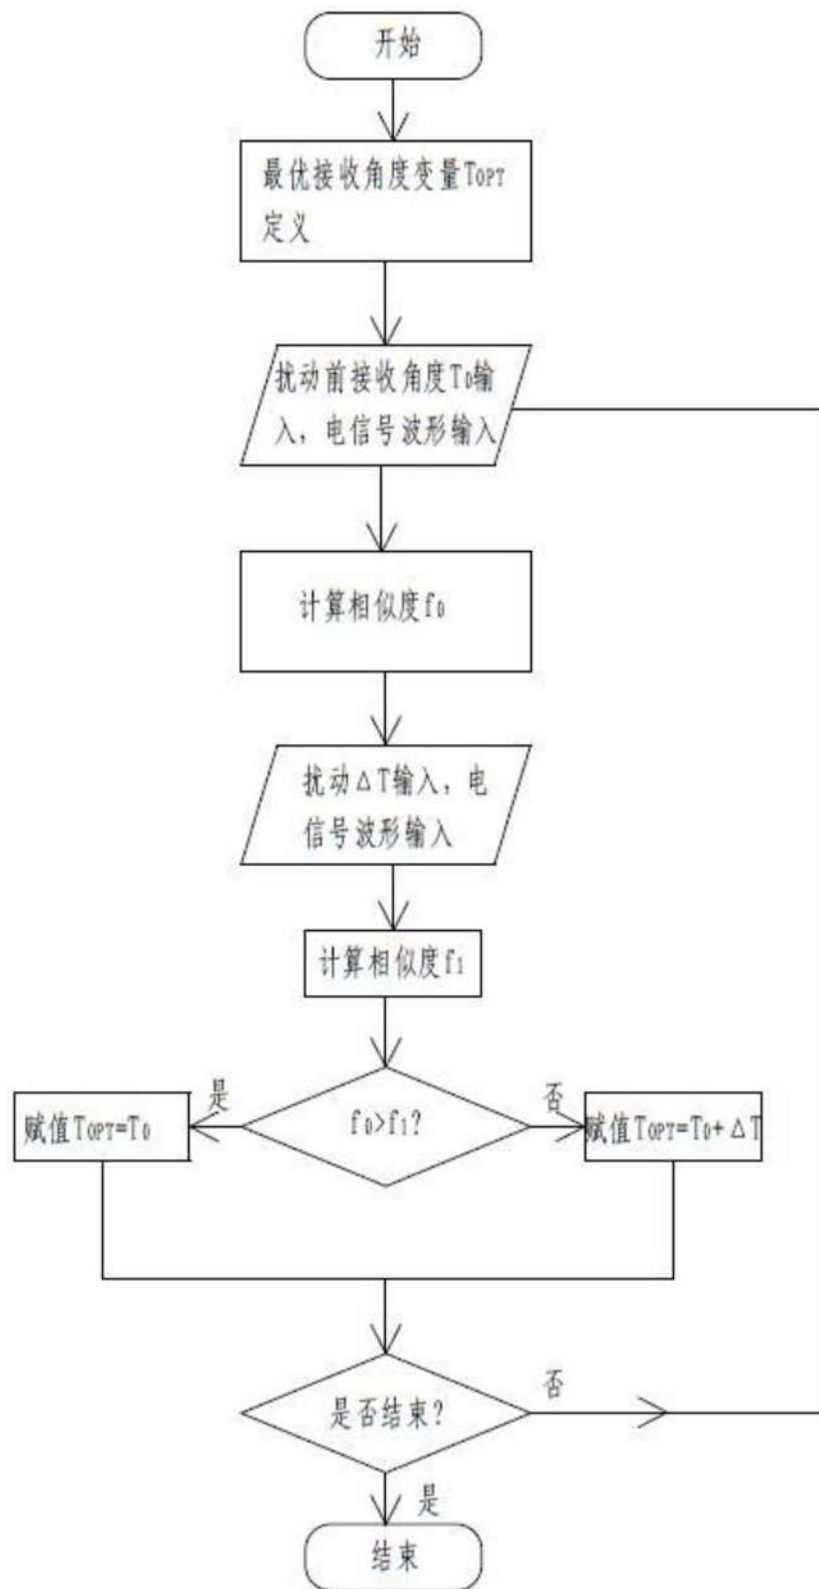 开始
最优接收角度变量TOPT
定义
扰动前接收角度T0输
入，电信号波形输入
计算相似度f0
扰动ΔT输入，电
信号波形输入
计算相似度f1
是
否
赋值TOPT=T0
f0>f1?
赋值TOPT=T0+ΔT
否
是否结束?
是
结束